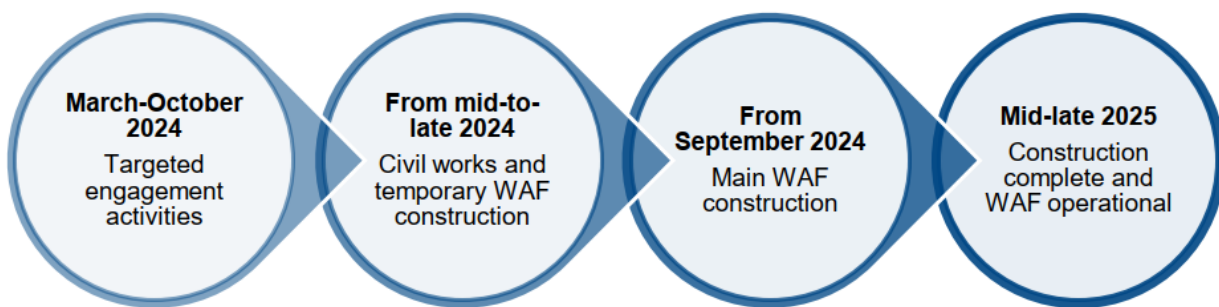 March-October
2024
Targeted
engagement
activities
From mid-to-
late 2024
Civil works and
temporary WAF
construction
From
September 2024
Main WAF
construction
Mid-late 2025
Construction
complete and
WAF operational